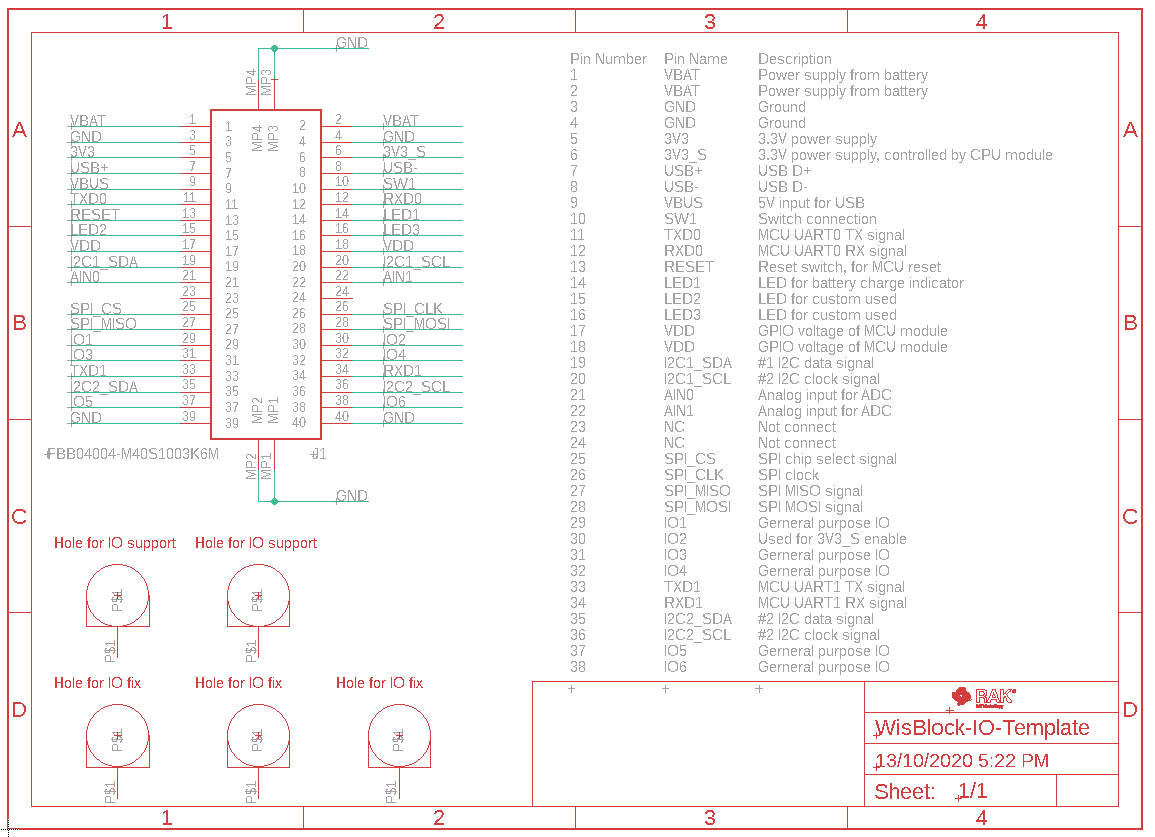 1 2 3 4
A A
B B
C C
D D
1 2 3 4
GND
MP4 MP3
VBAT 1 1 2 2 VBAT
GND 3 3 4 4 GND
3V3 5 5 6 6 3V3_S
USB+ 7 7 8 8 USB-
VBUS 9 9 10 10 SW1
TXD0 11 11 12 12 RXD0
RESET 13 13 14 14 LED1
LED2 15 15 16 16 LED3
VDD 17 17 18 18 VDD
I2C1_SDA 19 19 20 20 I2C1_SCL
AIN0 21 21 22 22 AIN1
23 23 24 24
SPI_CS 25 25 26 26 SPI_CLK
SPI_MISO 27 27 28 28 SPI_MOSI
IO1 29 29 30 30 IO2
IO3 31 31 32 32 IO4
TXD1 33 33 34 34 RXD1
I2C2_SDA 35 35 36 36 I2C2_SCL
IO5 37 37 38 38 IO6
GND 39 39 40 40 GND
MP4 MP3
MP2 MP1
FBB04004-M40S1003K6M J1
MP2 MP1
GND
Hole for IO support Hole for IO support
P$1 P$1
P$1 P$1
Hole for IO fix Hole for IO fix Hole for IO fix
P$1 P$1 P$1
P$1 P$1 P$1
Pin Number Pin Name Description
1 VBAT Power supply from battery
2 VBAT Power supply from battery
3 GND Ground
4 GND Ground
5 3V3 3.3V power supply
6 3V3_S 3.3V power supply, controlled by CPU module
7 USB+ USB D+
8 USB- USB D-
9 VBUS 5V input for USB
10 SW1 Switch connection
11 TXD0 MCU UART0 TX signal
12 RXD0 MCU UART0 RX signal
13 RESET Reset switch, for MCU reset
14 LED1 LED for battery charge indicator
15 LED2 LED for custom used
16 LED3 LED for custom used
17 VDD GPIO voltage of MCU module
18 VDD GPIO voltage of MCU module
19 I2C1_SDA #1 I2C data signal
20 I2C1_SCL #2 I2C clock signal
21 AIN0 Analog input for ADC
22 AIN1 Analog input for ADC
23 NC Not connect
24 NC Not connect
25 SPI_CS SPI chip select signal
26 SPI_CLK SPI clock
27 SPI_MISO SPI MISO signal
28 SPI_MOSI SPI MOSI signal
29 IO1 Gerneral purpose IO
30 IO2 Used for 3V3_S enable
31 IO3 Gerneral purpose IO
32 IO4 Gerneral purpose IO
33 TXD1 MCU UART1 TX signal
34 RXD1 MCU UART1 RX signal
35 I2C2_SDA #2 I2C data signal
36 I2C2_SCL #2 I2C clock signal
37 IO5 Gerneral purpose IO
38 IO6 Gerneral purpose IO
RAK
WisBlock-IO-Template
13/10/2020 5:22 PM
Sheet: 1/1